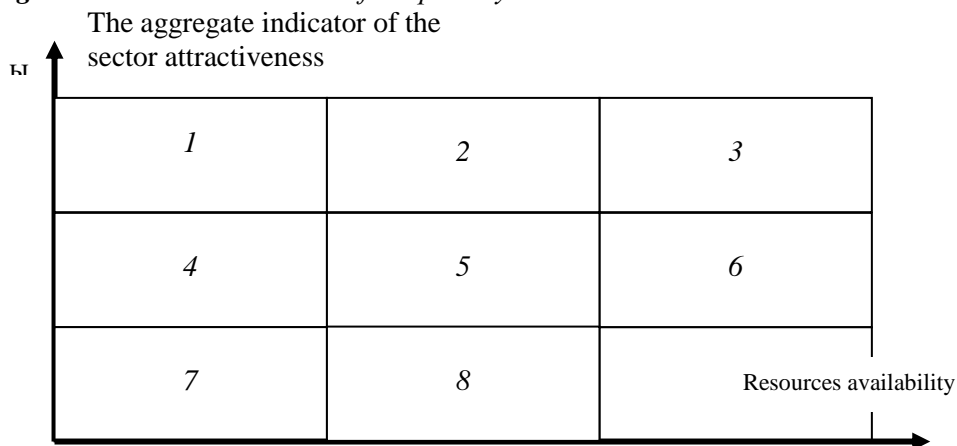 The aggregate indicator of the
sector attractiveness
ы
1 2 3
4 5 6
7 8 Resources availability